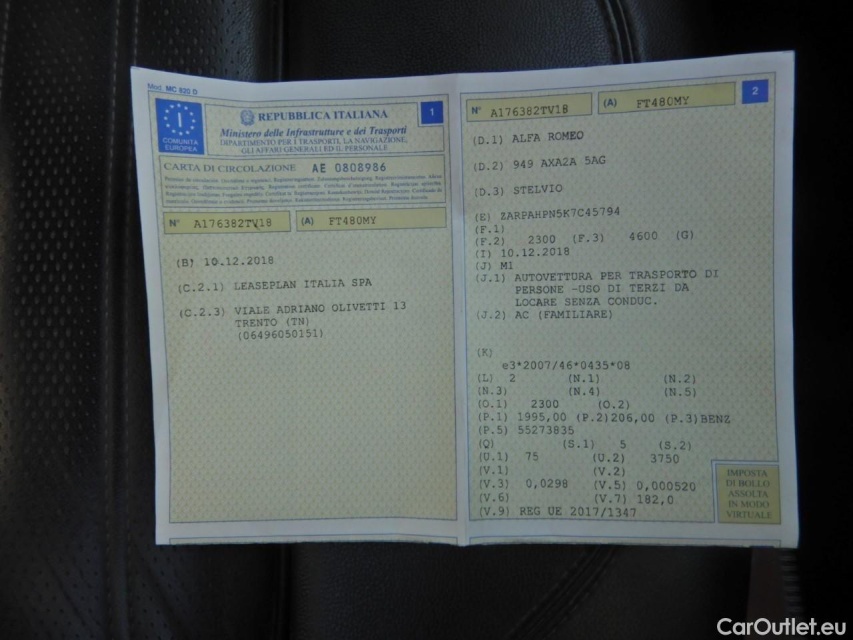 Mod. MC 820 D
COMUNITÀ
EUROPEA
REPUBBLICA ITALIANA
1
Ministero delle Infrastrutture e dei Trasporti
DIPARTIMENTO PER I TRASPORTI, LA NAVIGAZIONE,
GLI AFFARI GENERALI ED IL PERSONALE
CARTA DI CIRCOLAZIONE AE 0808986
N° A176382TV18 (A) FT480MY
(B) 10.12.2018
(C.2.1) LEASEPLAN ITALIA SPA
(C.2.3) VIALE ADRIANO OLIVETTI 13
TRENTO (TN)
(06496050151)
N° A176382TV18 (A) FT480MY
2
(D.1) ALFA ROMEO
(D.2) 949 AXA2A 5AG
(D.3) STELVIO
(E) ZARPAHPN5K7C45794
(F.1)
(F.2) 2300 (F.3) 4600 (G)
(I) 10.12.2018
(J) M1
(J.1) AUTOVETTURA PER TRASPORTO DI
PERSONE -USO DI TERZI DA
LOCARE SENZA CONDUC.
(J.2) AC (FAMILIARE)
(K)
e3*2007/46*0435*08
(L) 2 (N.1) (N.2)
(N.3) (N.4) (N.5)
(O.1) 2300 (O.2)
(P.1) 1995,00 (P.2)206,00 (P.3)BENZ
(P.5) 55273835
(Q) (S.1) 5 (S.2)
(U.1) 75 (U.2) 3750
(V.1) (V.2)
(V.3) 0,0298 (V.5) 0,000520
(V.6) (V.7) 182,0
(V.9) REG UE 2017/1347
IMPOSTA
DI BOLLO
ASSOLTA
IN MODO
VIRTUALE
CarOutlet.eu